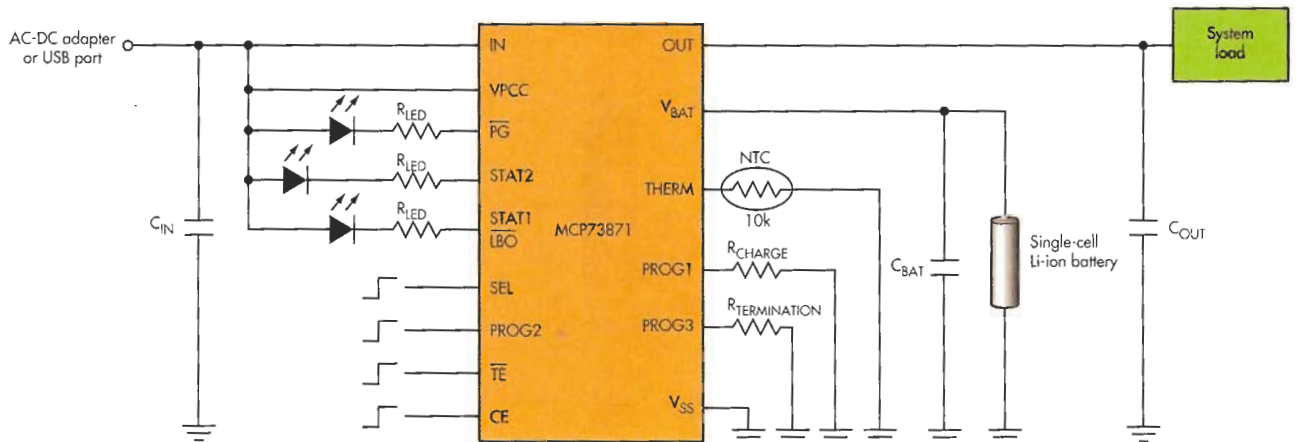 AC-DC adapter
or USB port
IN
OUT
System
load
VPCC
VBAT
RLED
PG
RLED
STAT2
NTC
THERM
10k
RLED
STAT1
LBO
MCP73871
CIN
COUT
RCHARGE
PROG1
CBAT
Single-cell
Li-ion battery
SEL
RTERMINATION
PROG3
PROG2
TE
CE
VSS